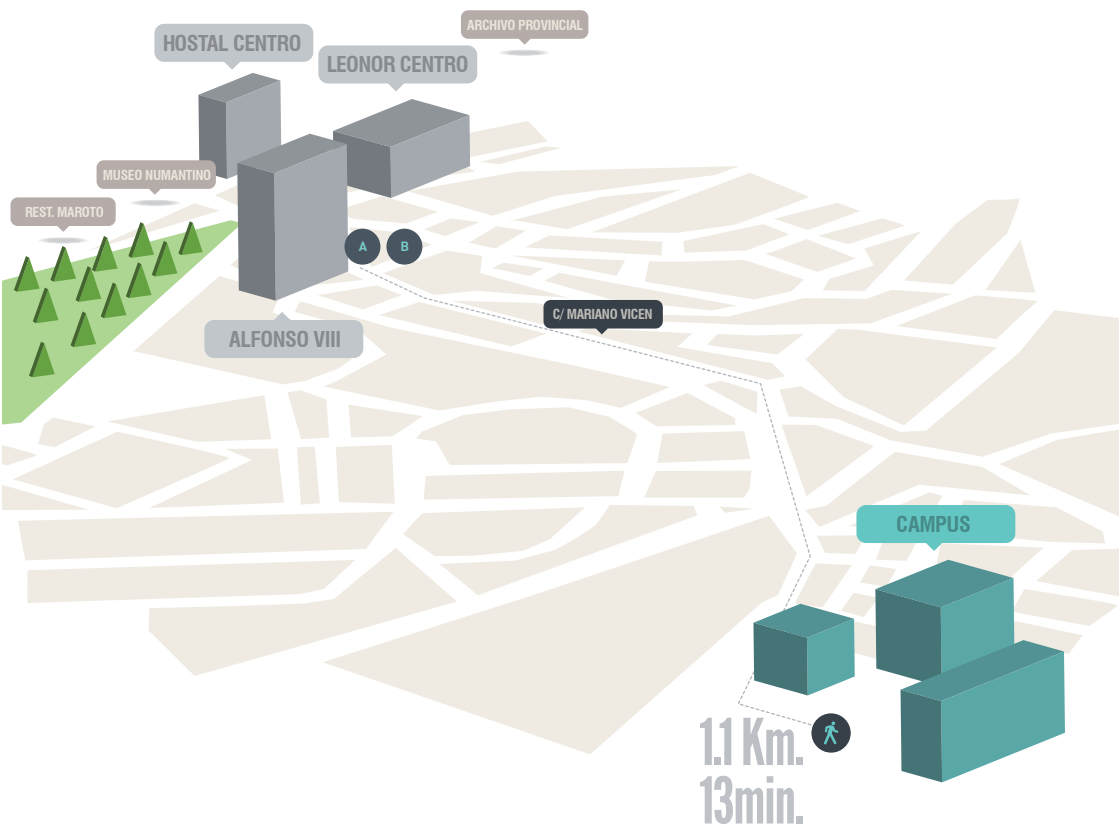 ARCHIVO PROVINCIAL
HOSTAL CENTRO
LEONOR CENTRO
MUSEO NUMANTINO
REST. MAROTO
A
B
C/ MARIANO VICEN
ALFONSO VIII
CAMPUS
1.1 Km.
13min.